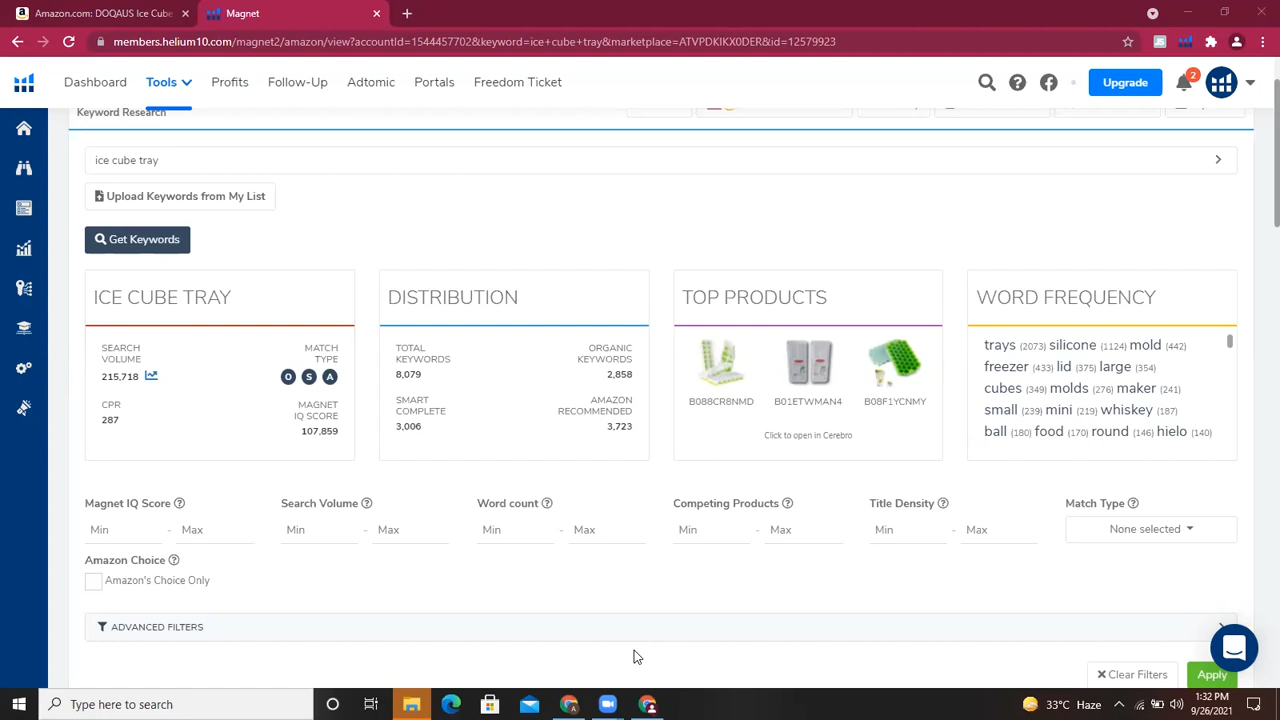 Amazon.com: DOQAUS Ice Cube
Magnet
members.helium10.com/magnet2/amazon/view?accountId=1544457702&keyword=ice+cube+tray&marketplace=ATVPDKIKX0DER&id=12579923
Dashboard Tools Profits Follow-Up Adtomic Portals Freedom Ticket Upgrade 2
Keyword Research
ice cube tray
Upload Keywords from My List
Get Keywords
ICE CUBE TRAY
SEARCH VOLUME
215,718
MATCH TYPE
O S A
CPR
287
MAGNET IQ SCORE
107,859
DISTRIBUTION
TOTAL KEYWORDS
8,079
ORGANIC KEYWORDS
2,858
SMART COMPLETE
3,006
AMAZON RECOMMENDED
3,723
TOP PRODUCTS
B088CR8NMD B01ETWMAN4 B08F1YCNMY
Click to open in Cerebro
WORD FREQUENCY
trays (2073) silicone (1124) mold (442)
freezer (433) lid (375) large (354)
cubes (349) molds (276) maker (241)
small (239) mini (219) whiskey (187)
ball (180) food (170) round (146) hielo (140)
Magnet IQ Score Search Volume Word count Competing Products Title Density Match Type
Min - Max Min - Max Min - Max Min - Max Min - Max None selected
Amazon Choice
Amazon's Choice Only
ADVANCED FILTERS
Clear Filters Apply
Type here to search
33°C Haze
1:32 PM
9/26/2021